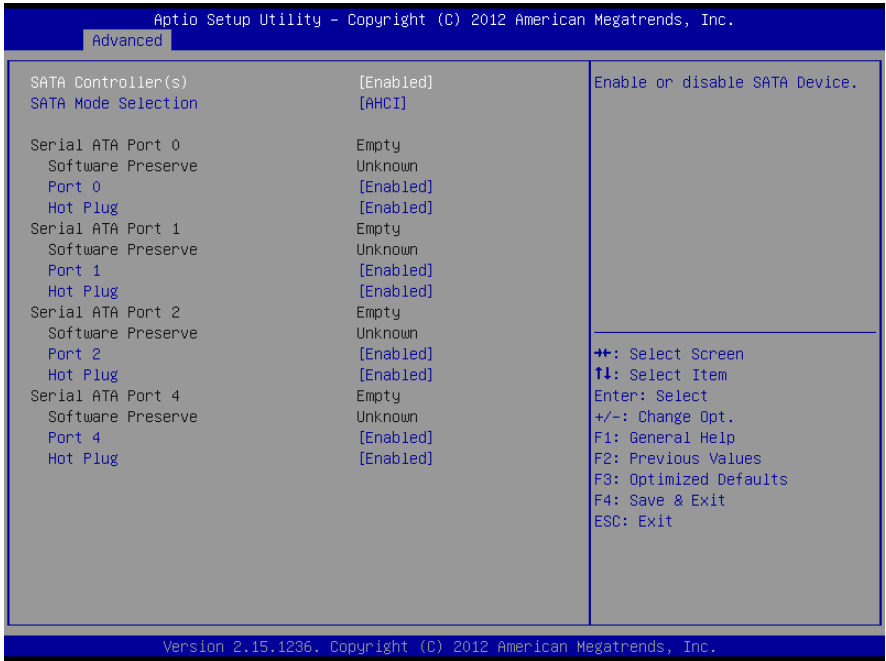 Aptio Setup Utility – Copyright (C) 2012 American Megatrends, Inc.
Advanced
SATA Controller(s) [Enabled]
SATA Mode Selection [AHCI]
Serial ATA Port 0 Empty
Software Preserve Unknown
Port 0 [Enabled]
Hot Plug [Enabled]
Serial ATA Port 1 Empty
Software Preserve Unknown
Port 1 [Enabled]
Hot Plug [Enabled]
Serial ATA Port 2 Empty
Software Preserve Unknown
Port 2 [Enabled]
Hot Plug [Enabled]
Serial ATA Port 4 Empty
Software Preserve Unknown
Port 4 [Enabled]
Hot Plug [Enabled]
Enable or disable SATA Device.
→←: Select Screen
↑↓: Select Item
Enter: Select
+/-: Change Opt.
F1: General Help
F2: Previous Values
F3: Optimized Defaults
F4: Save & Exit
ESC: Exit
Version 2.15.1236. Copyright (C) 2012 American Megatrends, Inc.